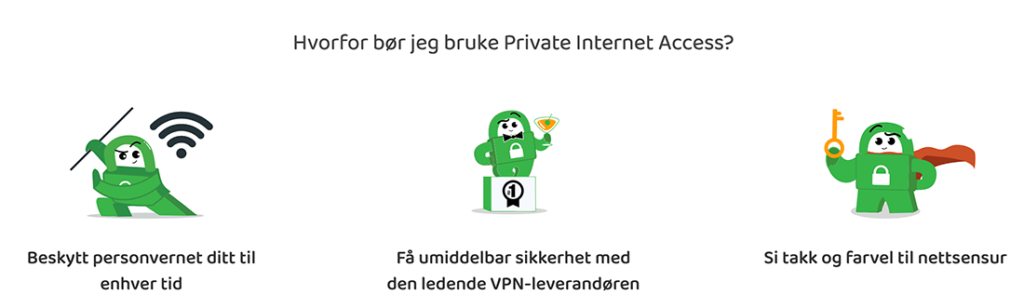 Hvorfor bør jeg bruke Private Internet Access?
#1
Beskytt personvernet ditt til
enhver tid
Få umiddelbar sikkerhet med
den ledende VPN-leverandøren
Si takk og farvel til nettsensur